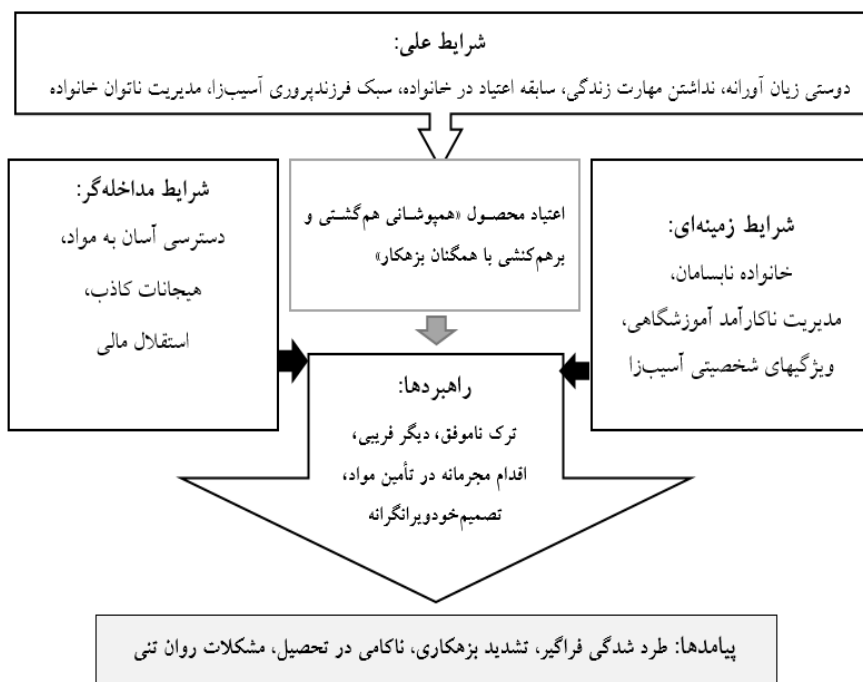 شرایط علی:
دوستی زیان آورانه، نداشتن مهارت زندگی، سابقه اعتیاد در خانواده، سبک فرزندپروری آسیب‌زا، مدیریت ناتوان خانواده
شرایط زمینه‌ای:
خانواده نابسامان،
مدیریت ناکارآمد آموزشگاهی،
ویژگیهای شخصیتی آسیب‌زا
اعتیاد محصول «همپوشانی هم‌گشتی و
برهم‌کنشی با همگنان بزهکار»
شرایط مداخله‌گر:
دسترسی آسان به مواد،
هیجانات کاذب،
استقلال مالی
راهبردها:
ترک ناموفق، دیگر فریبی،
اقدام مجرمانه در تأمین مواد،
تصمیم‌خودویرانگرانه
پیامدها: طرد شدگی فراگیر، تشدید بزهکاری، ناکامی در تحصیل، مشکلات روان تنی